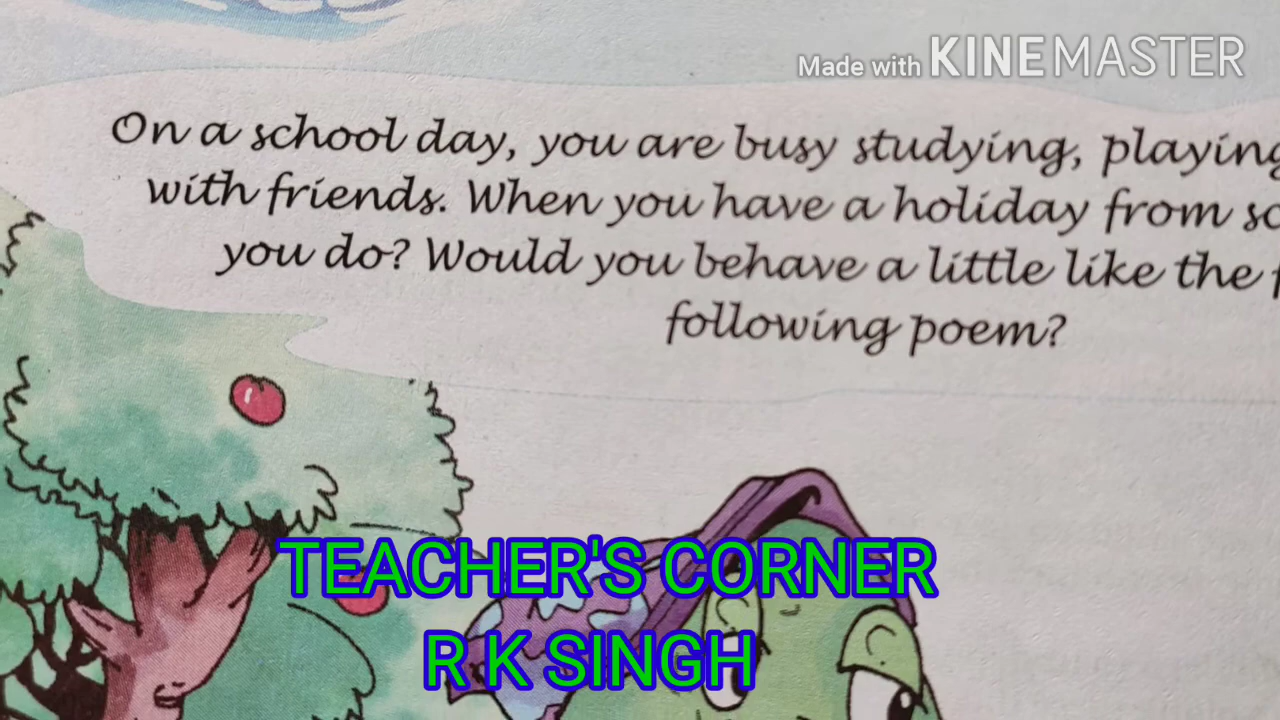 Made with KINEMASTER
On a school day, you are busy studying, playing
with friends. When you have a holiday from
you do? Would you behave a little like the
following poem?
TEACHER'S CORNER
R K SINGH